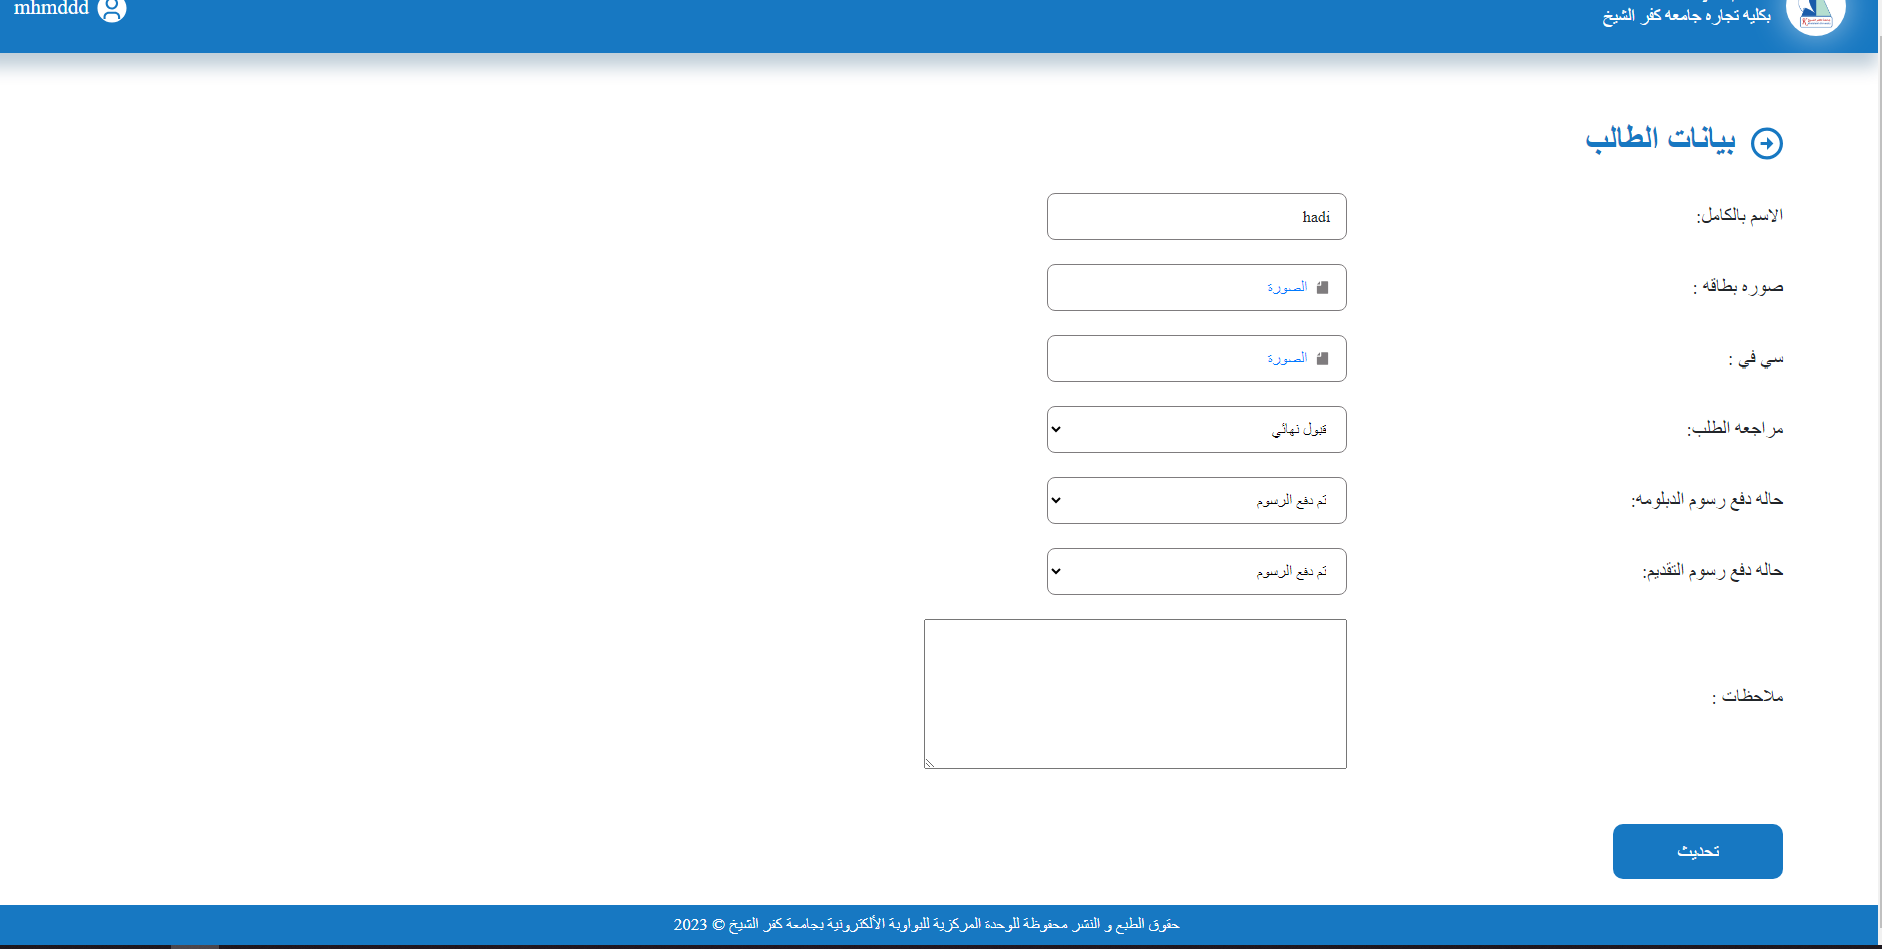 mhmddd
بكليه تجاره جامعه كفر الشيخ
بيانات الطالب
الاسم بالكامل:
hadi
صوره بطاقه :
الصورة
سي في :
الصورة
مراجعه الطلب:
قبول نهائي
حاله دفع رسوم الدبلومه:
تم دفع الرسوم
حاله دفع رسوم التقديم:
تم دفع الرسوم
ملاحظات :
تحديث
حقوق الطبع و النشر محفوظة للوحدة المركزية للبوابة الألكترونية بجامعة كفر الشيخ © 2023